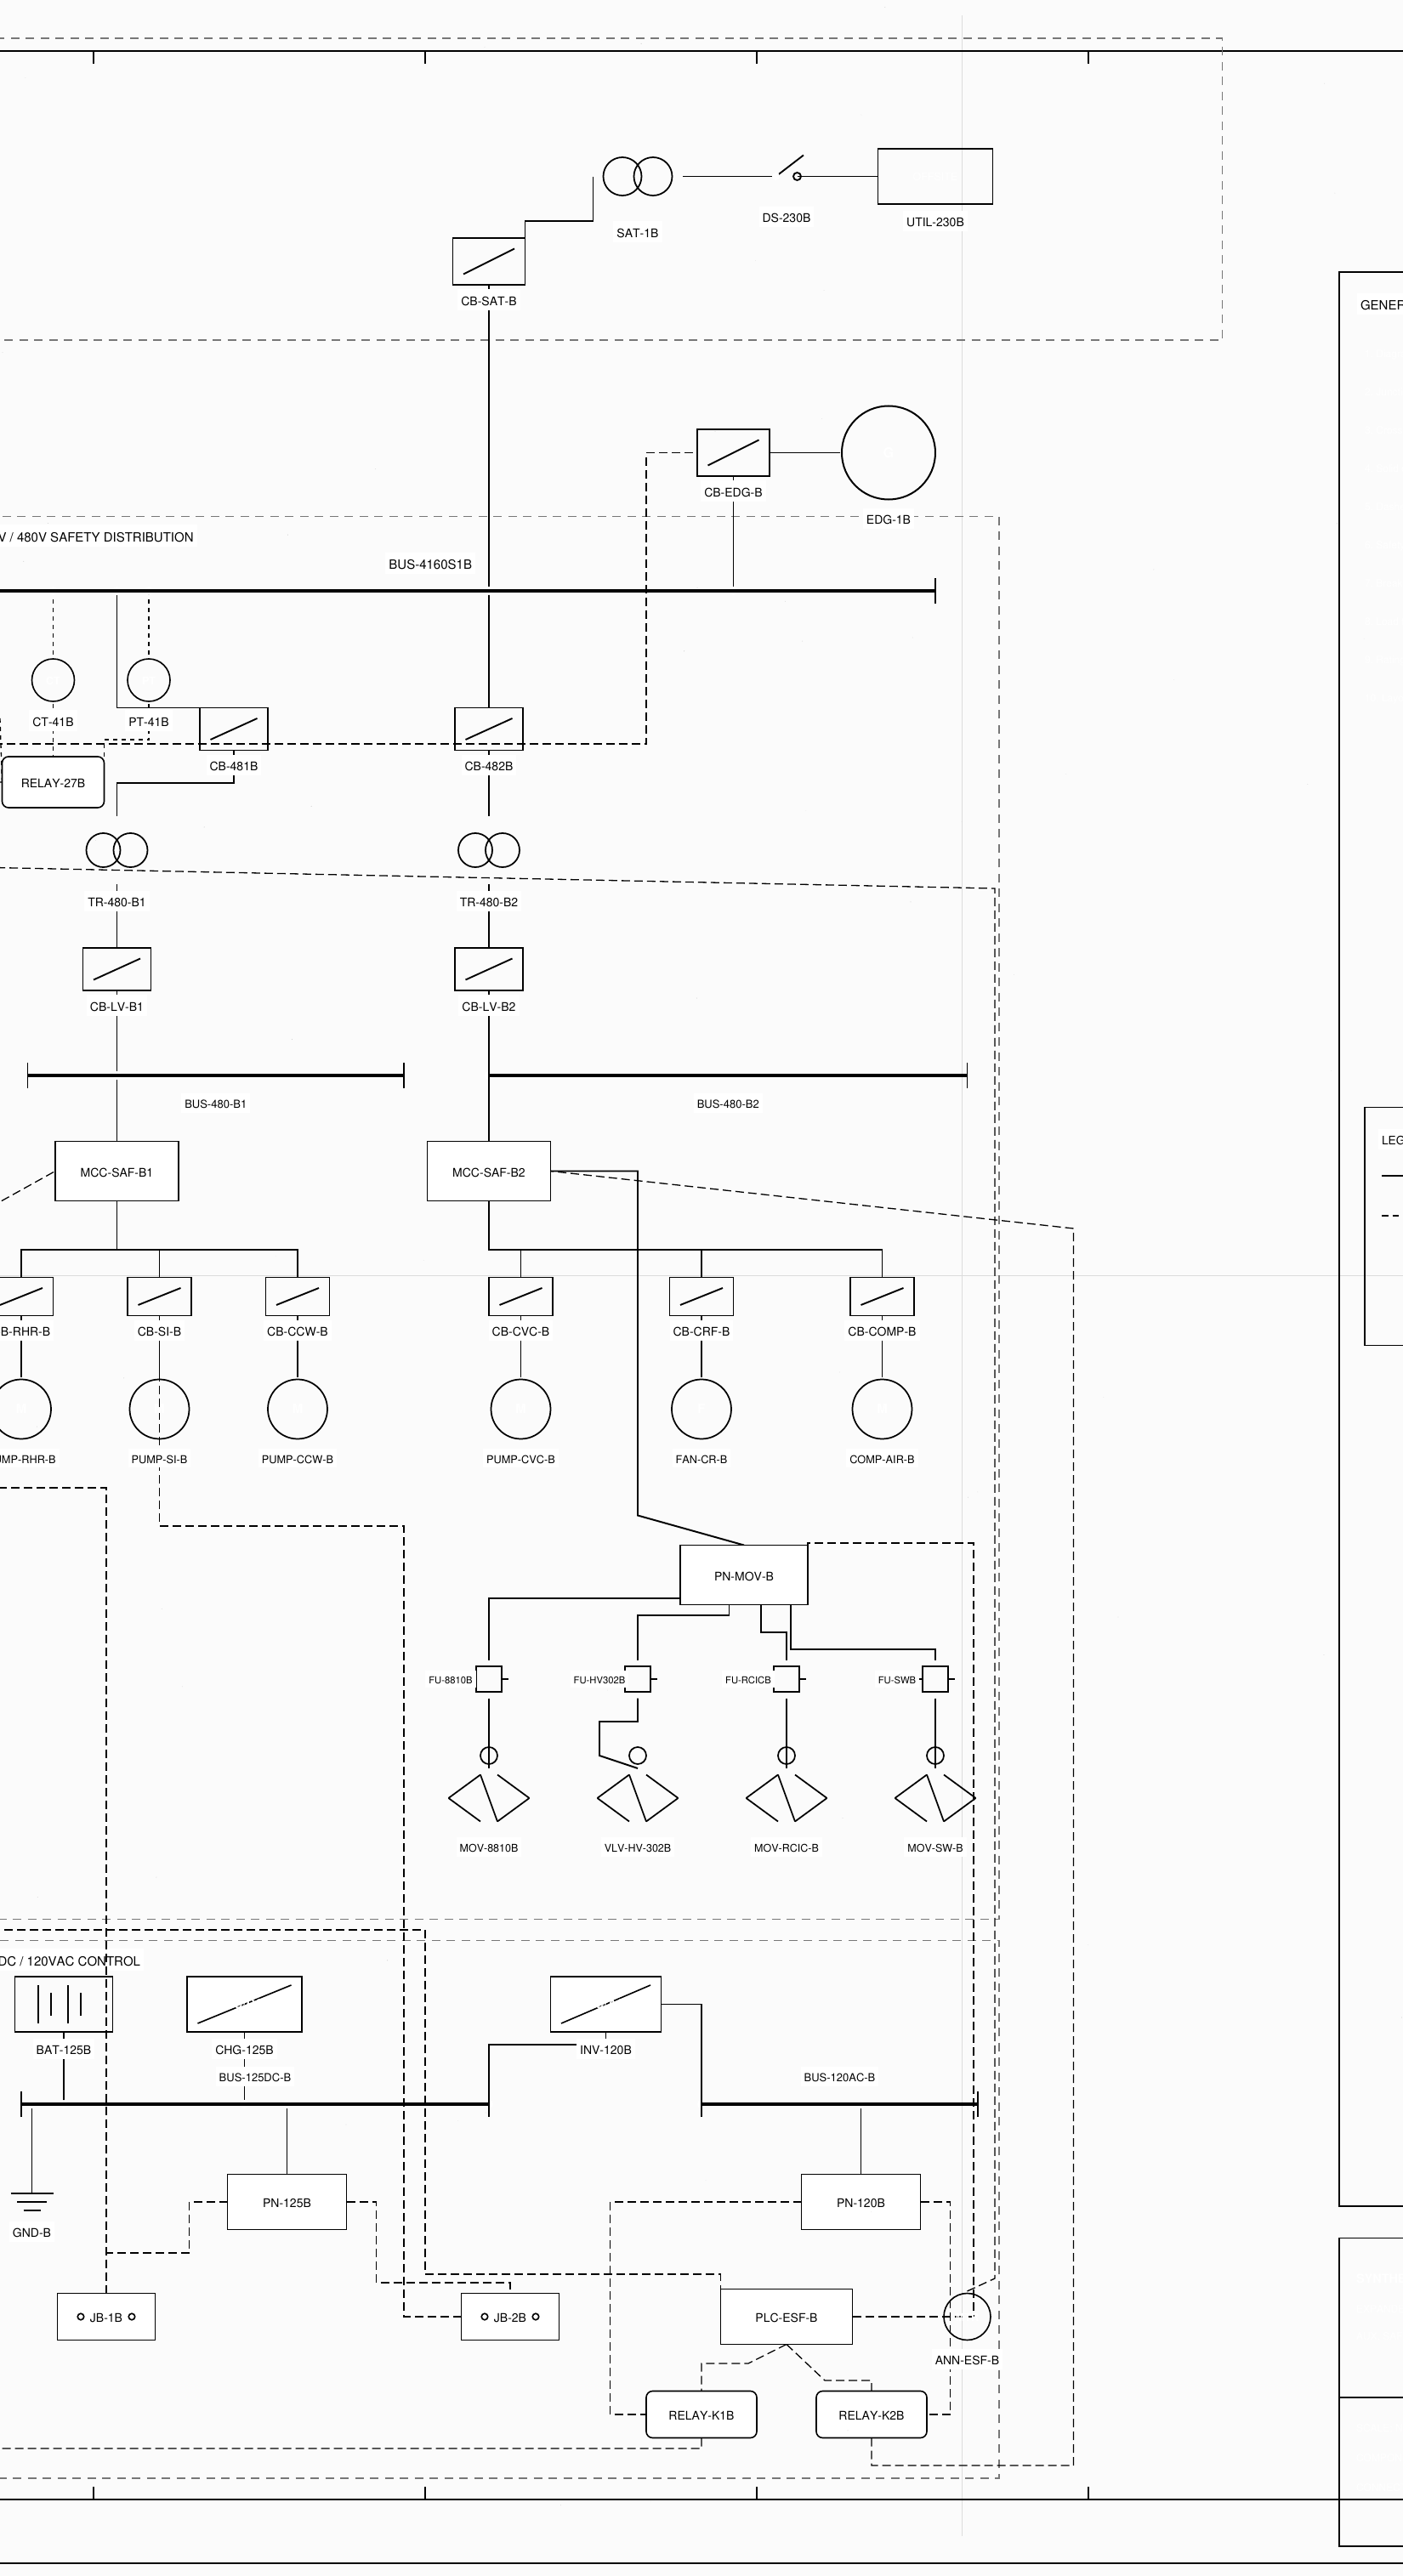 SAT-1B
DS-230B
UTIL-230B
CB-SAT-B
GENER
CB-EDG-B
EDG-1B
V / 480V SAFETY DISTRIBUTION
BUS-4160S1B
CT-41B
PT-41B
CB-481B
CB-482B
RELAY-27B
TR-480-B1
TR-480-B2
CB-LV-B1
CB-LV-B2
BUS-480-B1
BUS-480-B2
LEG
MCC-SAF-B1
MCC-SAF-B2
B-RHR-B
CB-SI-B
CB-CCW-B
CB-CVC-B
CB-CRF-B
CB-COMP-B
UMP-RHR-B
PUMP-SI-B
PUMP-CCW-B
PUMP-CVC-B
FAN-CR-B
COMP-AIR-B
PN-MOV-B
FU-8810B
FU-HV302B
FU-RCICB
FU-SWB
MOV-8810B
VLV-HV-302B
MOV-RCIC-B
MOV-SW-B
DC / 120VAC CONTROL
BAT-125B
CHG-125B
INV-120B
BUS-125DC-B
BUS-120AC-B
PN-125B
PN-120B
GND-B
JB-1B
JB-2B
PLC-ESF-B
ANN-ESF-B
RELAY-K1B
RELAY-K2B